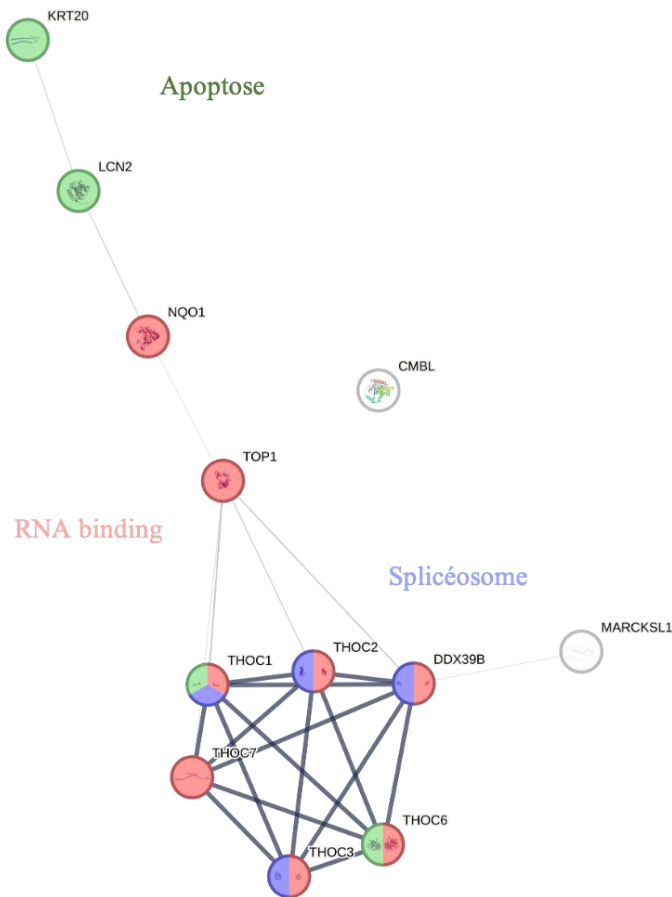 KRT20
Apoptose
LCN2
NQO1
CMBL
TOP1
RNA binding
Splicéosome
MARCKSL1
THOC1
THOC2
DDX39B
THOC7
THOC6
THOC3